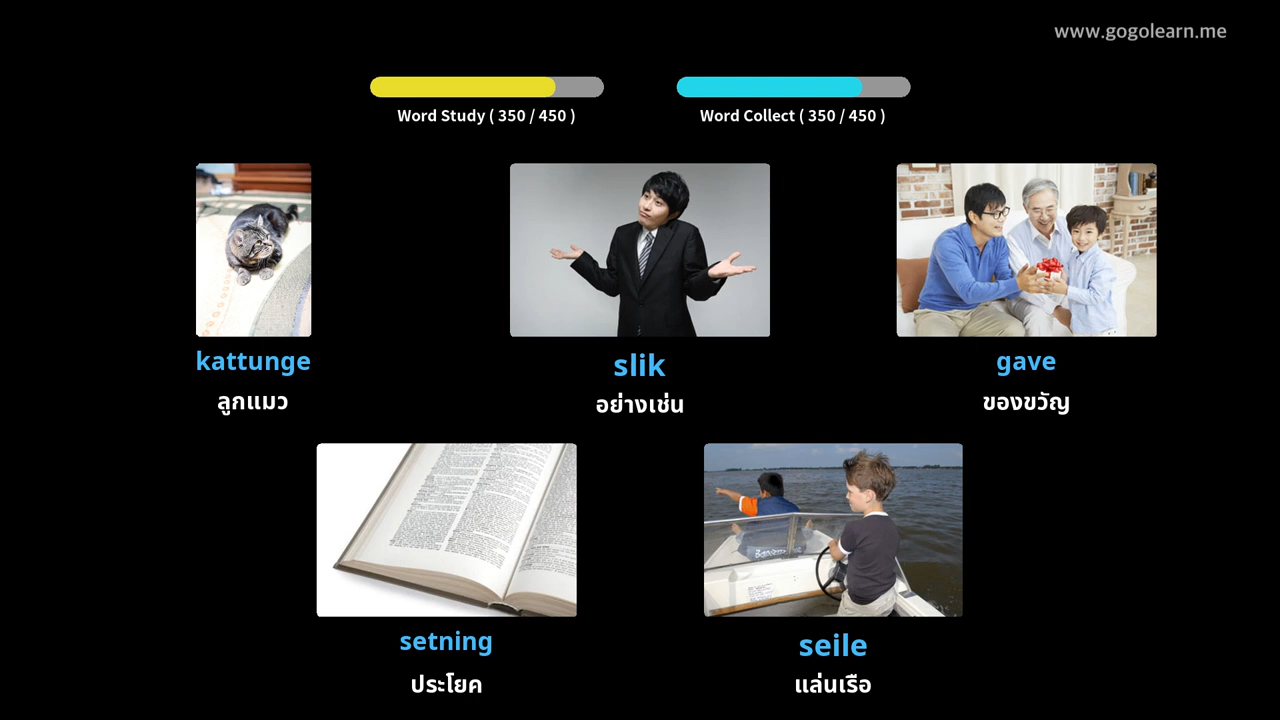 www.gogolearn.me
Word Study ( 350 / 450 )
Word Collect ( 350 / 450 )
kattunge
ลูกแมว
slik
อย่างเช่น
gave
ของขวัญ
setning
ประโยค
seile
แล่นเรือ